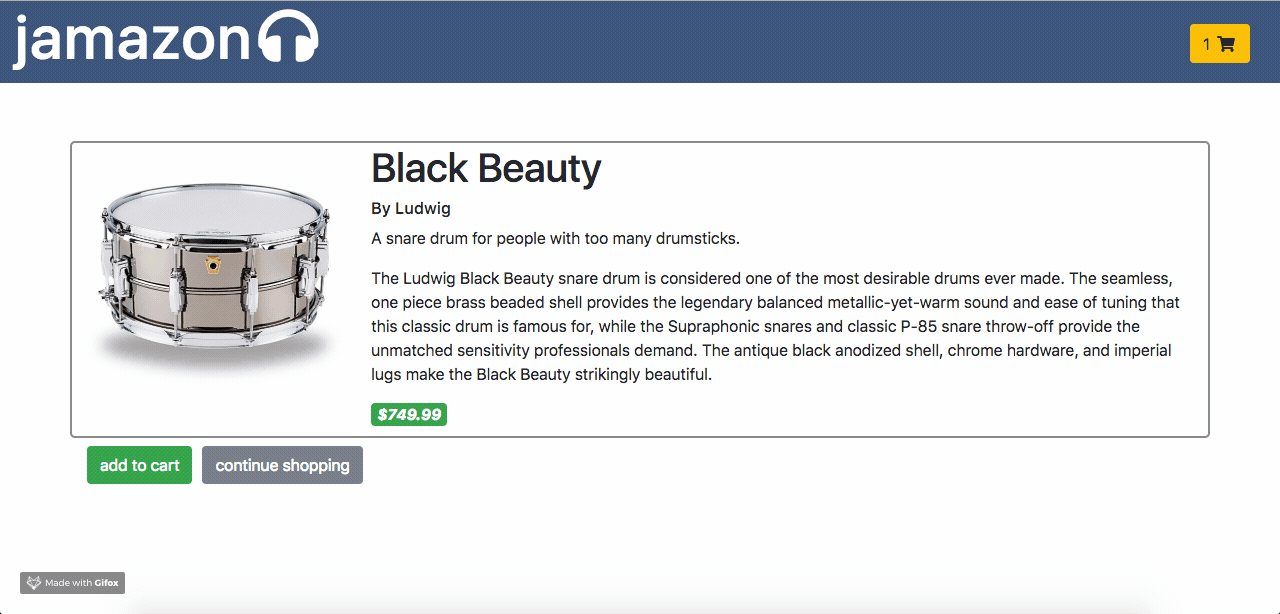 jamazon
1
Black Beauty
By Ludwig
A snare drum for people with too many drumsticks.
The Ludwig Black Beauty snare drum is considered one of the most desirable drums ever made. The seamless,
one piece brass beaded shell provides the legendary balanced metallic-yet-warm sound and ease of tuning that
this classic drum is famous for, while the Supraphonic snares and classic P-85 snare throw-off provide the
unmatched sensitivity professionals demand. The antique black anodized shell, chrome hardware, and imperial
lugs make the Black Beauty strikingly beautiful.
$749.99
add to cart
continue shopping
Made with Gifox